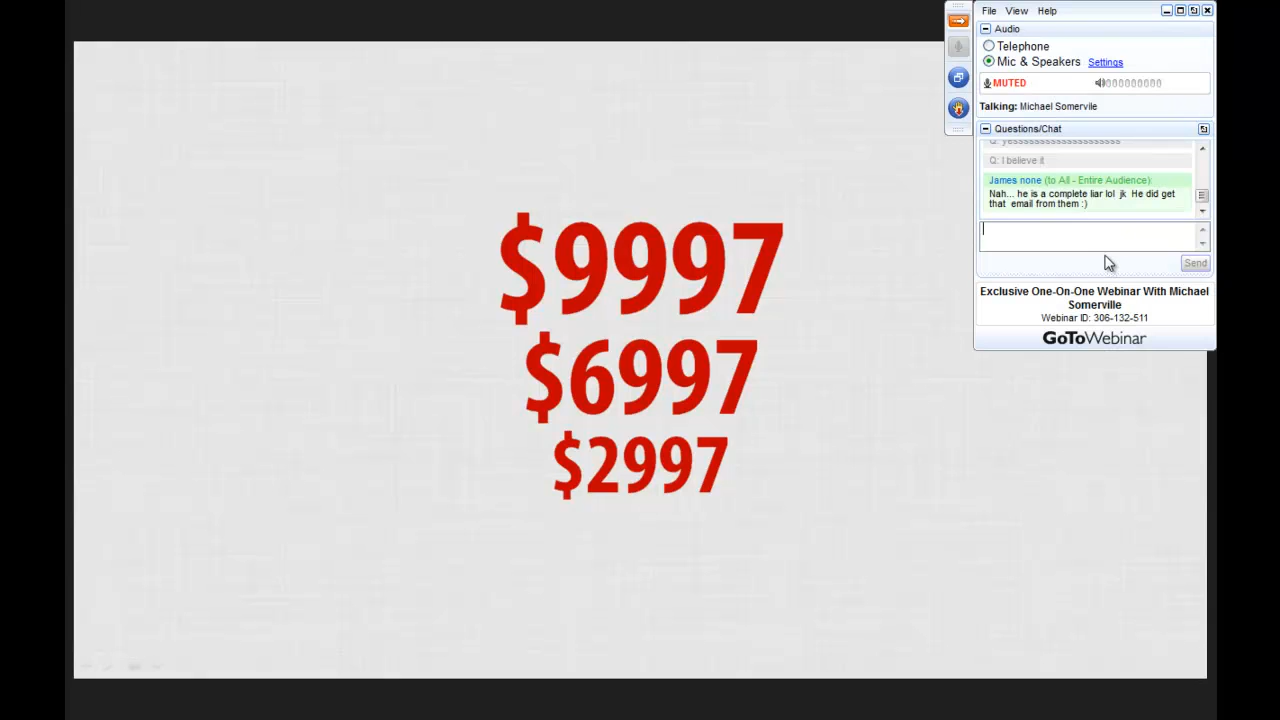 File View Help
Audio
Telephone
Mic & Speakers Settings
MUTED
Talking: Michael Somervile
Questions/Chat
Q: yesssssssssssssssssssss
Q: I believe it
James none (to All - Entire Audience):
Nah... he is a complete liar lol jk He did get
that email from them :)
Send
Exclusive One-On-One Webinar With Michael
Somerville
Webinar ID: 306-132-511
GoToWebinar
$9997
$6997
$2997